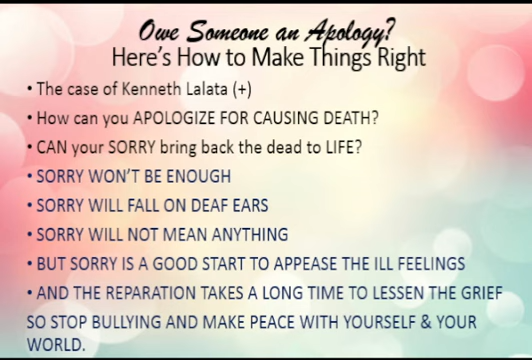 Owe Someone an Apology?
Here's How to Make Things Right
• The case of Kenneth Lalata (+)
• How can you APOLOGIZE FOR CAUSING DEATH?
• CAN your SORRY bring back the dead to LIFE?
• SORRY WON'T BE ENOUGH
• SORRY WILL FALL ON DEAF EARS
• SORRY WILL NOT MEAN ANYTHING
• BUT SORRY IS A GOOD START TO APPEASE THE ILL FEELINGS
• AND THE REPARATION TAKES A LONG TIME TO LESSEN THE GRIEF
SO STOP BULLYING AND MAKE PEACE WITH YOURSELF & YOUR
WORLD.